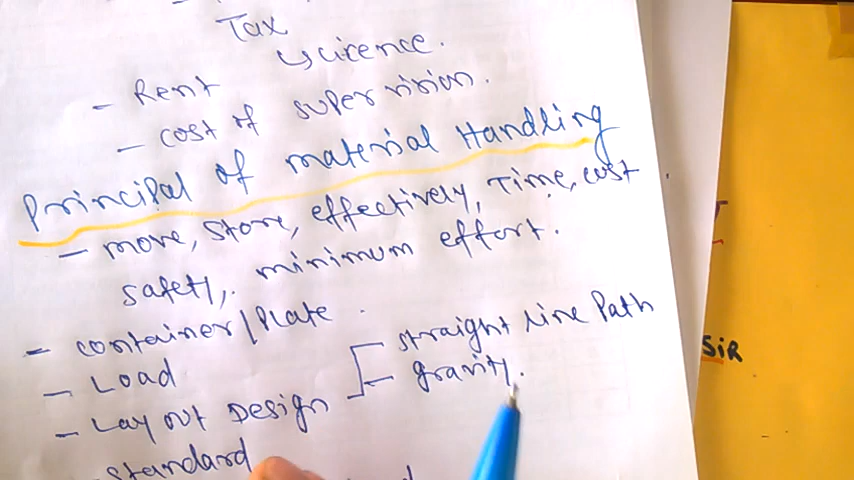 Tax
↳ cirence.
- Rent
- cost of supervision.
Principal of material Handling
- move, store, effectively, Time, cost
safety, minimum effort.
- container/Plate
- Load
- Lay out Design
- straight line Path
- gravity.
- standard
SiR